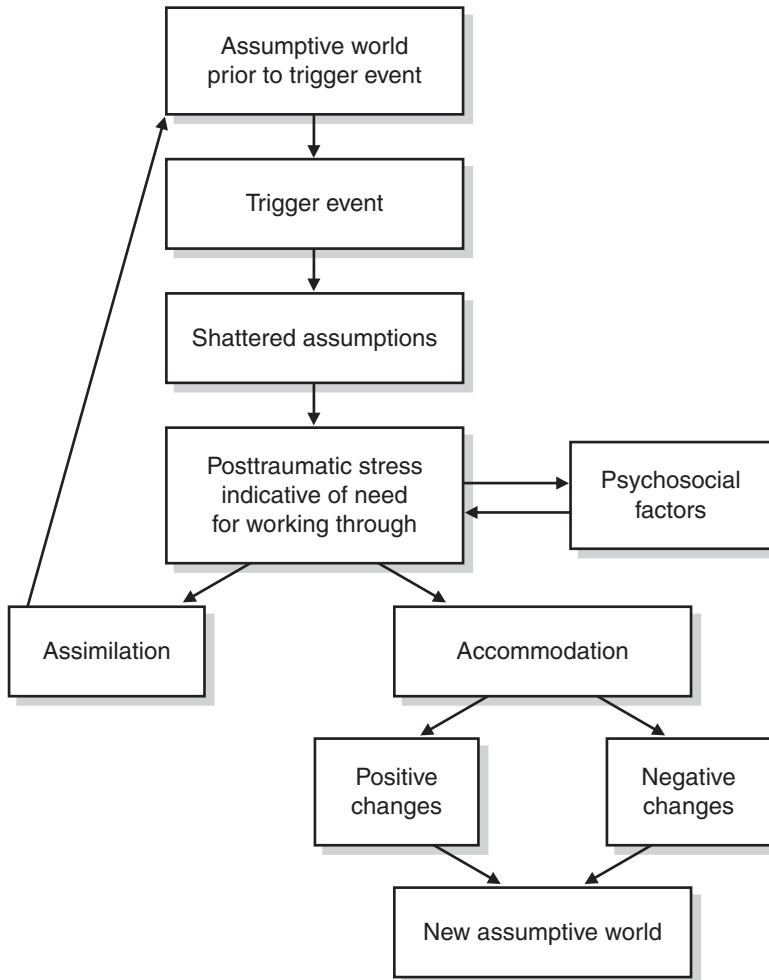 Assumptive world
prior to trigger event
Trigger event
Shattered assumptions
Posttraumatic stress
indicative of need
for working through
Psychosocial
factors
Assimilation
Accommodation
Positive
changes
Negative
changes
New assumptive world